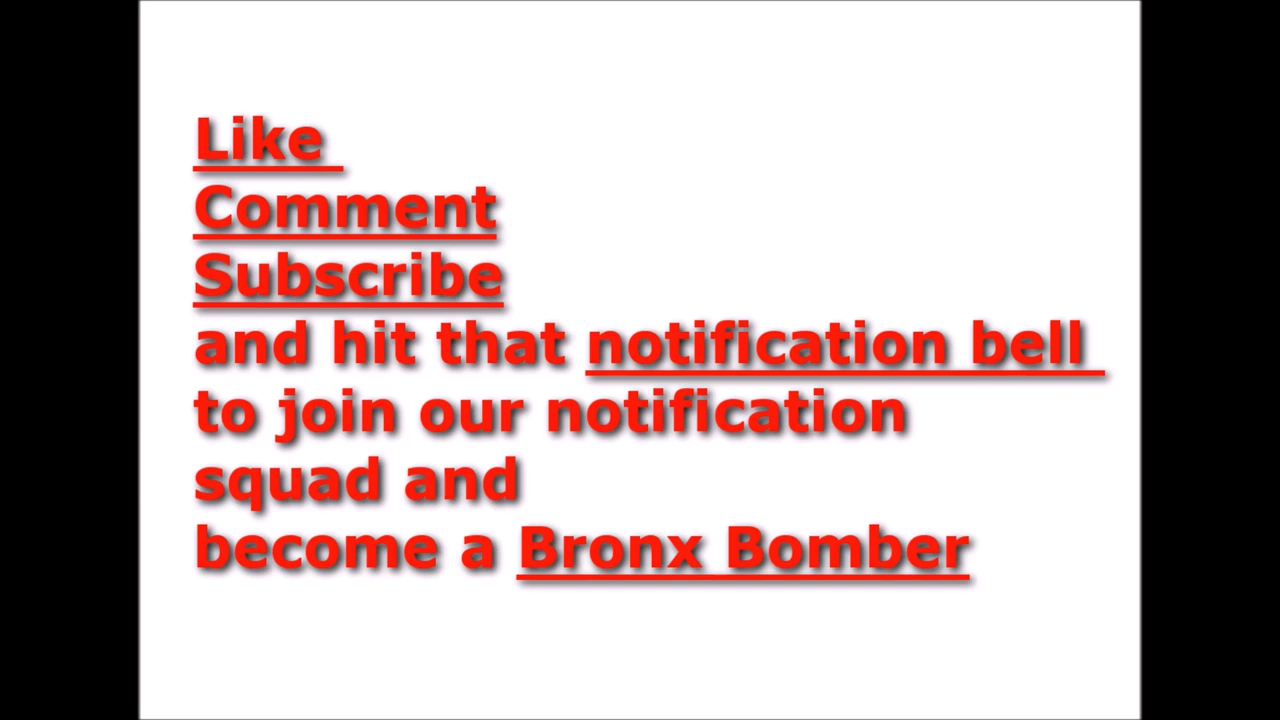 Like
Comment
Subscribe
and hit that notification bell
to join our notification
squad and
become a Bronx Bomber